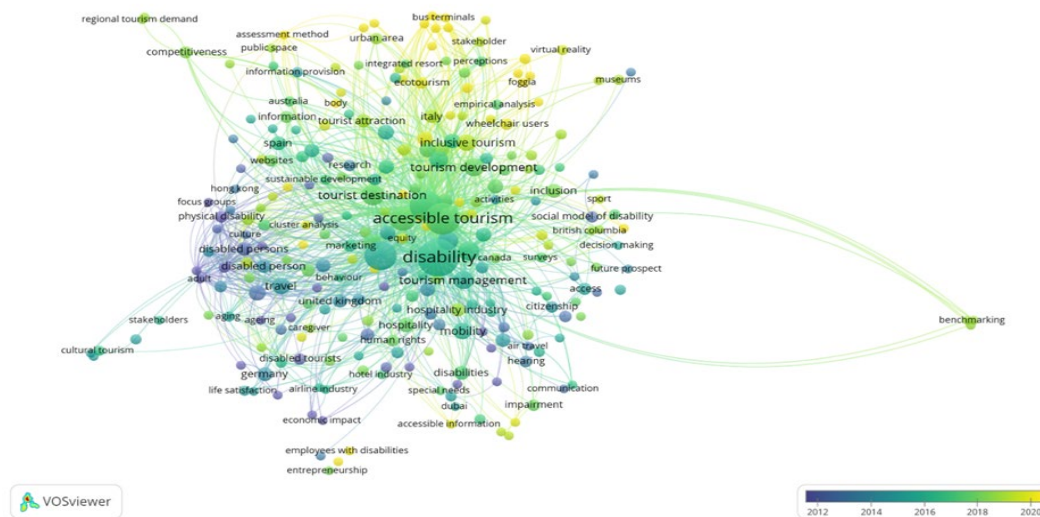 bus terminals
regional tourism demand
assessment method
urban area
public space
stakeholder
virtual reality
competitiveness
integrated resort
perceptions
information provision
ecotourism
foggia
museums
australia
body
empirical analysis
information
tourist attraction
italy
wheelchair users
spain
inclusive tourism
websites
research
tourism development
sustainable development
hong kong
tourist destination
inclusion
focus groups
activities
sport
physical disability
accessible tourism
social model of disability
cluster analysis
british columbia
culture
equity
disabled persons
marketing
decision making
disability
canada
surveys
disabled person
future prospect
adult
behaviour
tourism management
travel
access
united kingdom
citizenship
hospitality industry
stakeholders
aging
ageing
benchmarking
caregiver
hospitality
mobility
human rights
air travel
cultural tourism
disabled tourists
hearing
germany
hotel industry
disabilities
life satisfaction
airline industry
special needs
communication
dubai
impairment
economic impact
accessible information
employees with disabilities
entrepreneurship
VOSviewer
2012 2014 2016 2018 2020